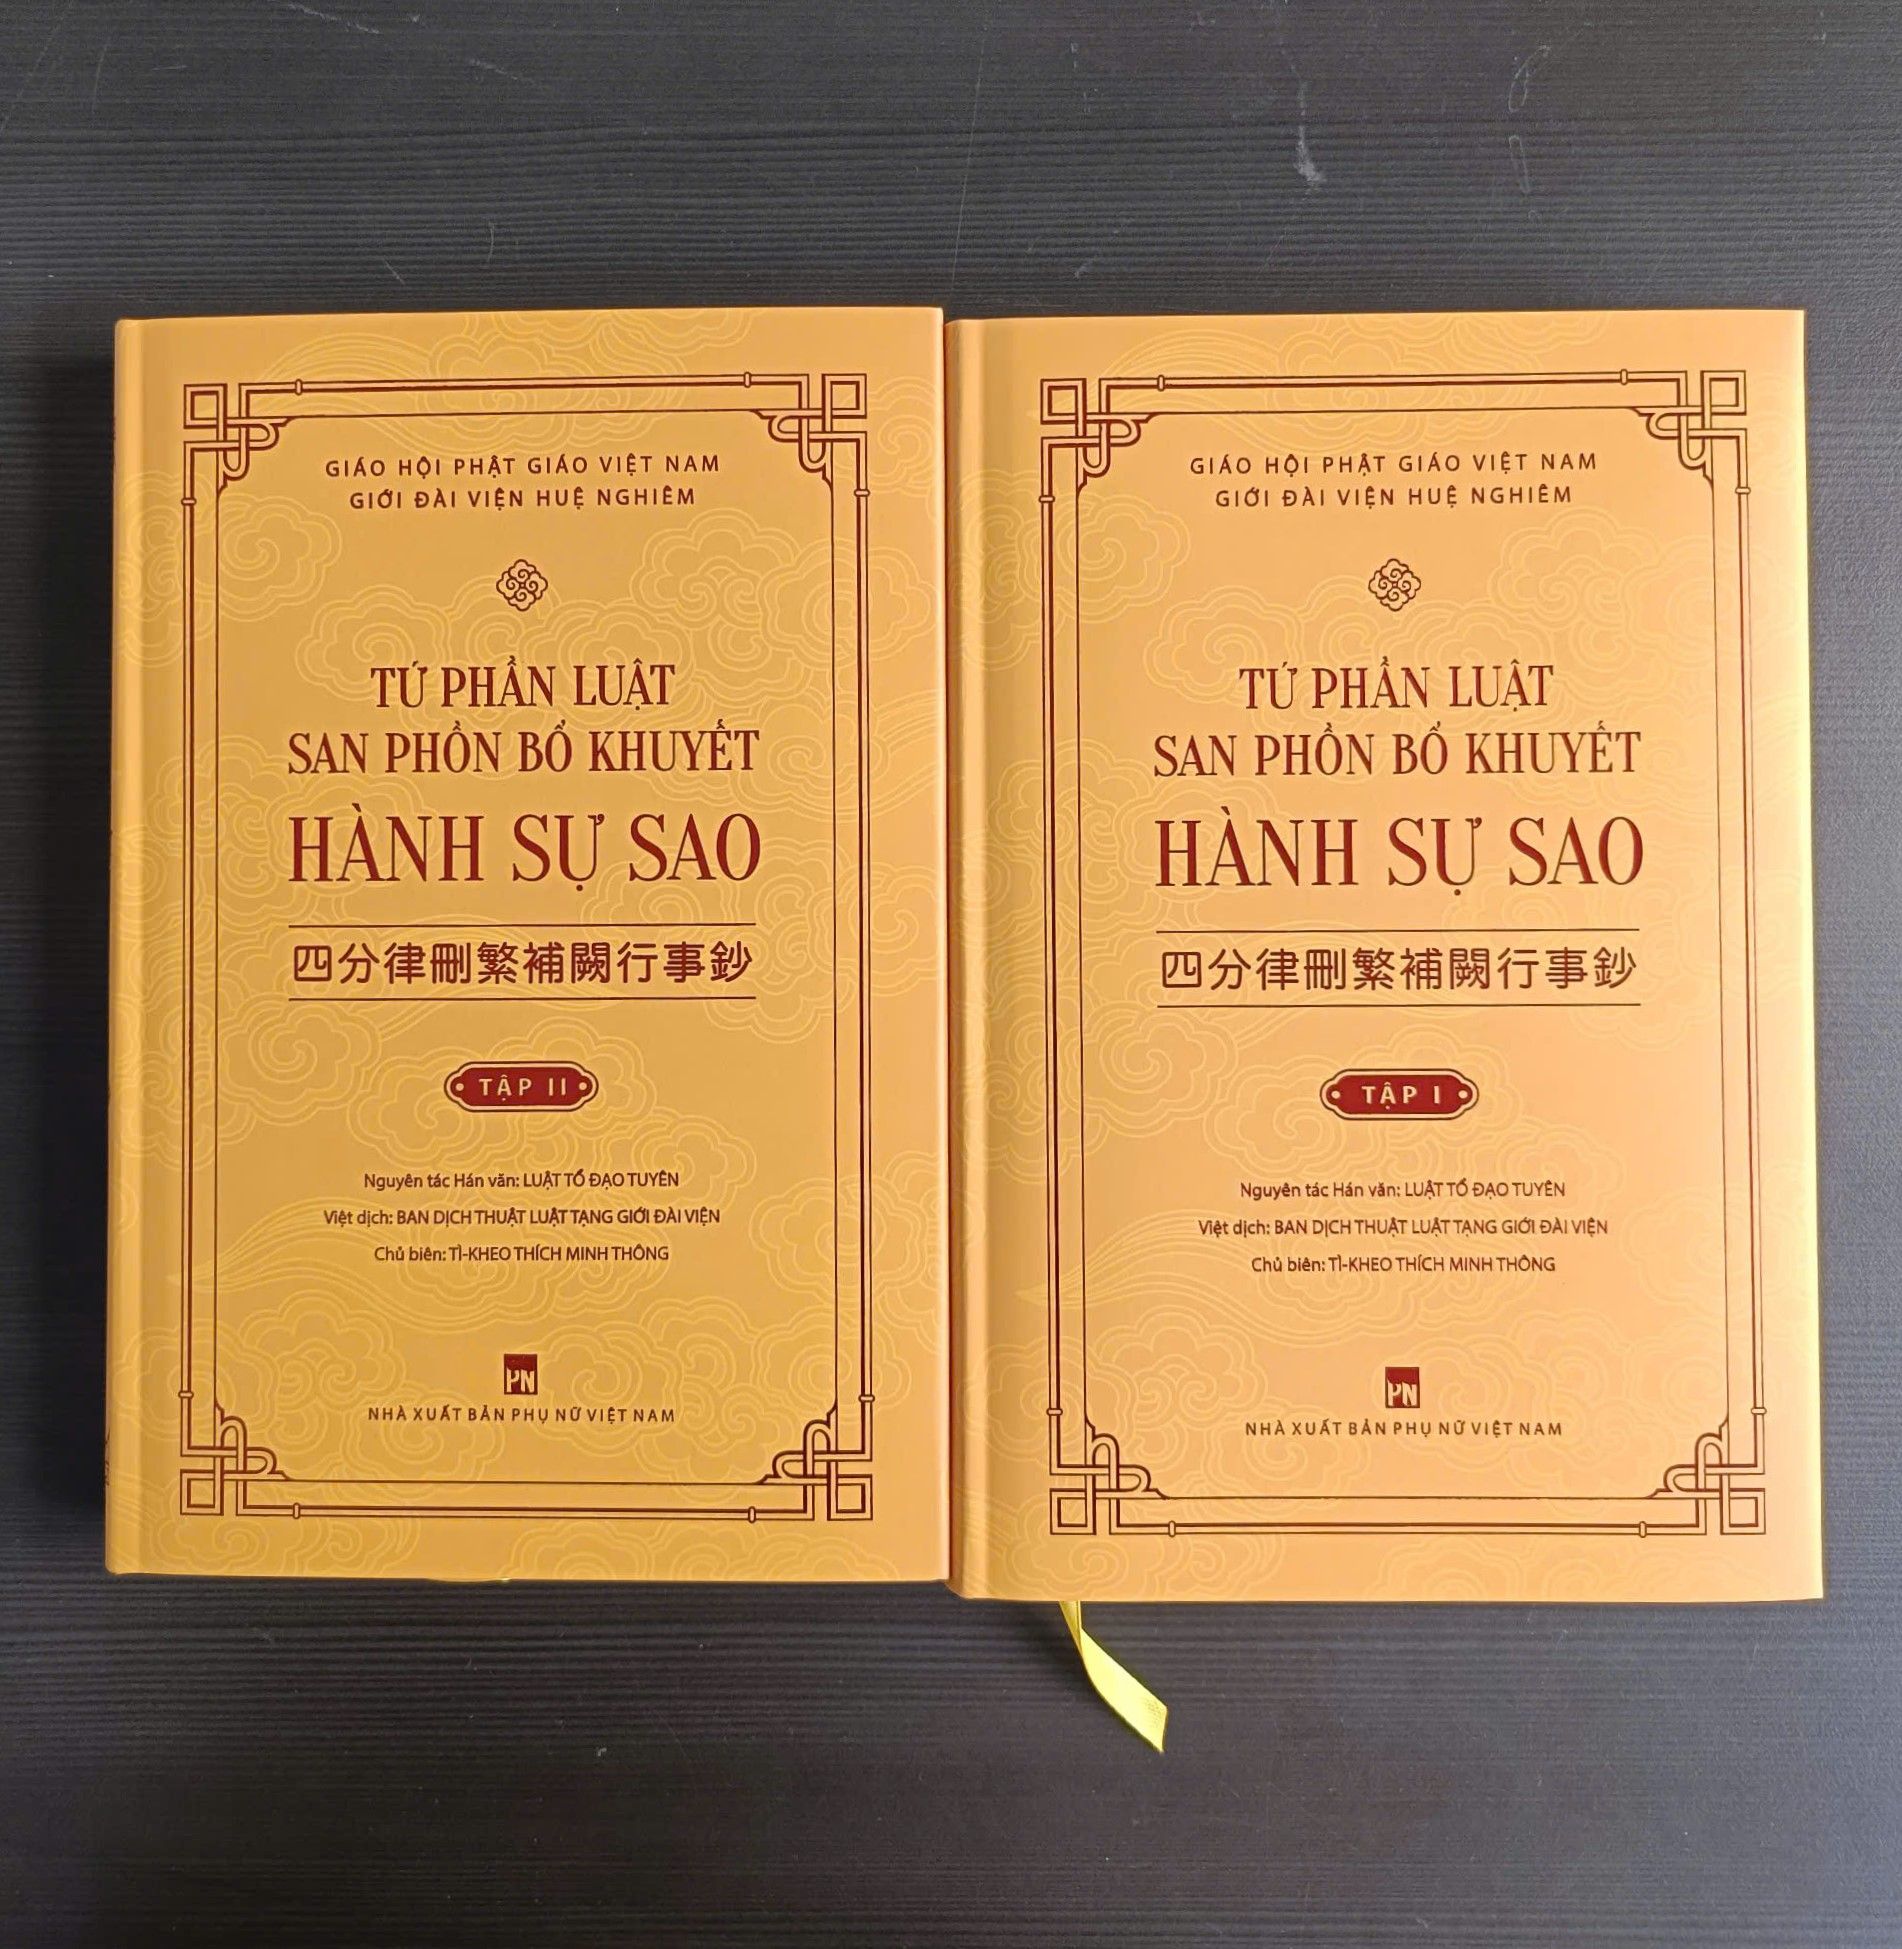 GIÁO HỘI PHẬT GIÁO VIỆT NAM
GIỚI ĐÀI VIỆN HUỆ NGHIÊM
TỨ PHẦN LUẬT
SAN PHỒN BỔ KHUYẾT
HÀNH SỰ SAO
四分律刪繁補闕行事鈔
TẬP II
Nguyên tác Hán văn: LUẬT TỔ ĐẠO TUYÊN
Việt dịch: BAN DỊCH THUẬT LUẬT TẠNG GIỚI ĐÀI VIỆN
Chủ biên: TÌ-KHEO THÍCH MINH THÔNG
PN
NHÀ XUẤT BẢN PHỤ NỮ VIỆT NAM
GIÁO HỘI PHẬT GIÁO VIỆT NAM
GIỚI ĐÀI VIỆN HUỆ NGHIÊM
TỨ PHẦN LUẬT
SAN PHỒN BỔ KHUYẾT
HÀNH SỰ SAO
四分律刪繁補闕行事鈔
TẬP I
Nguyên tác Hán văn: LUẬT TỔ ĐẠO TUYÊN
Việt dịch: BAN DỊCH THUẬT LUẬT TẠNG GIỚI ĐÀI VIỆN
Chủ biên: TÌ-KHEO THÍCH MINH THÔNG
PN
NHÀ XUẤT BẢN PHỤ NỮ VIỆT NAM